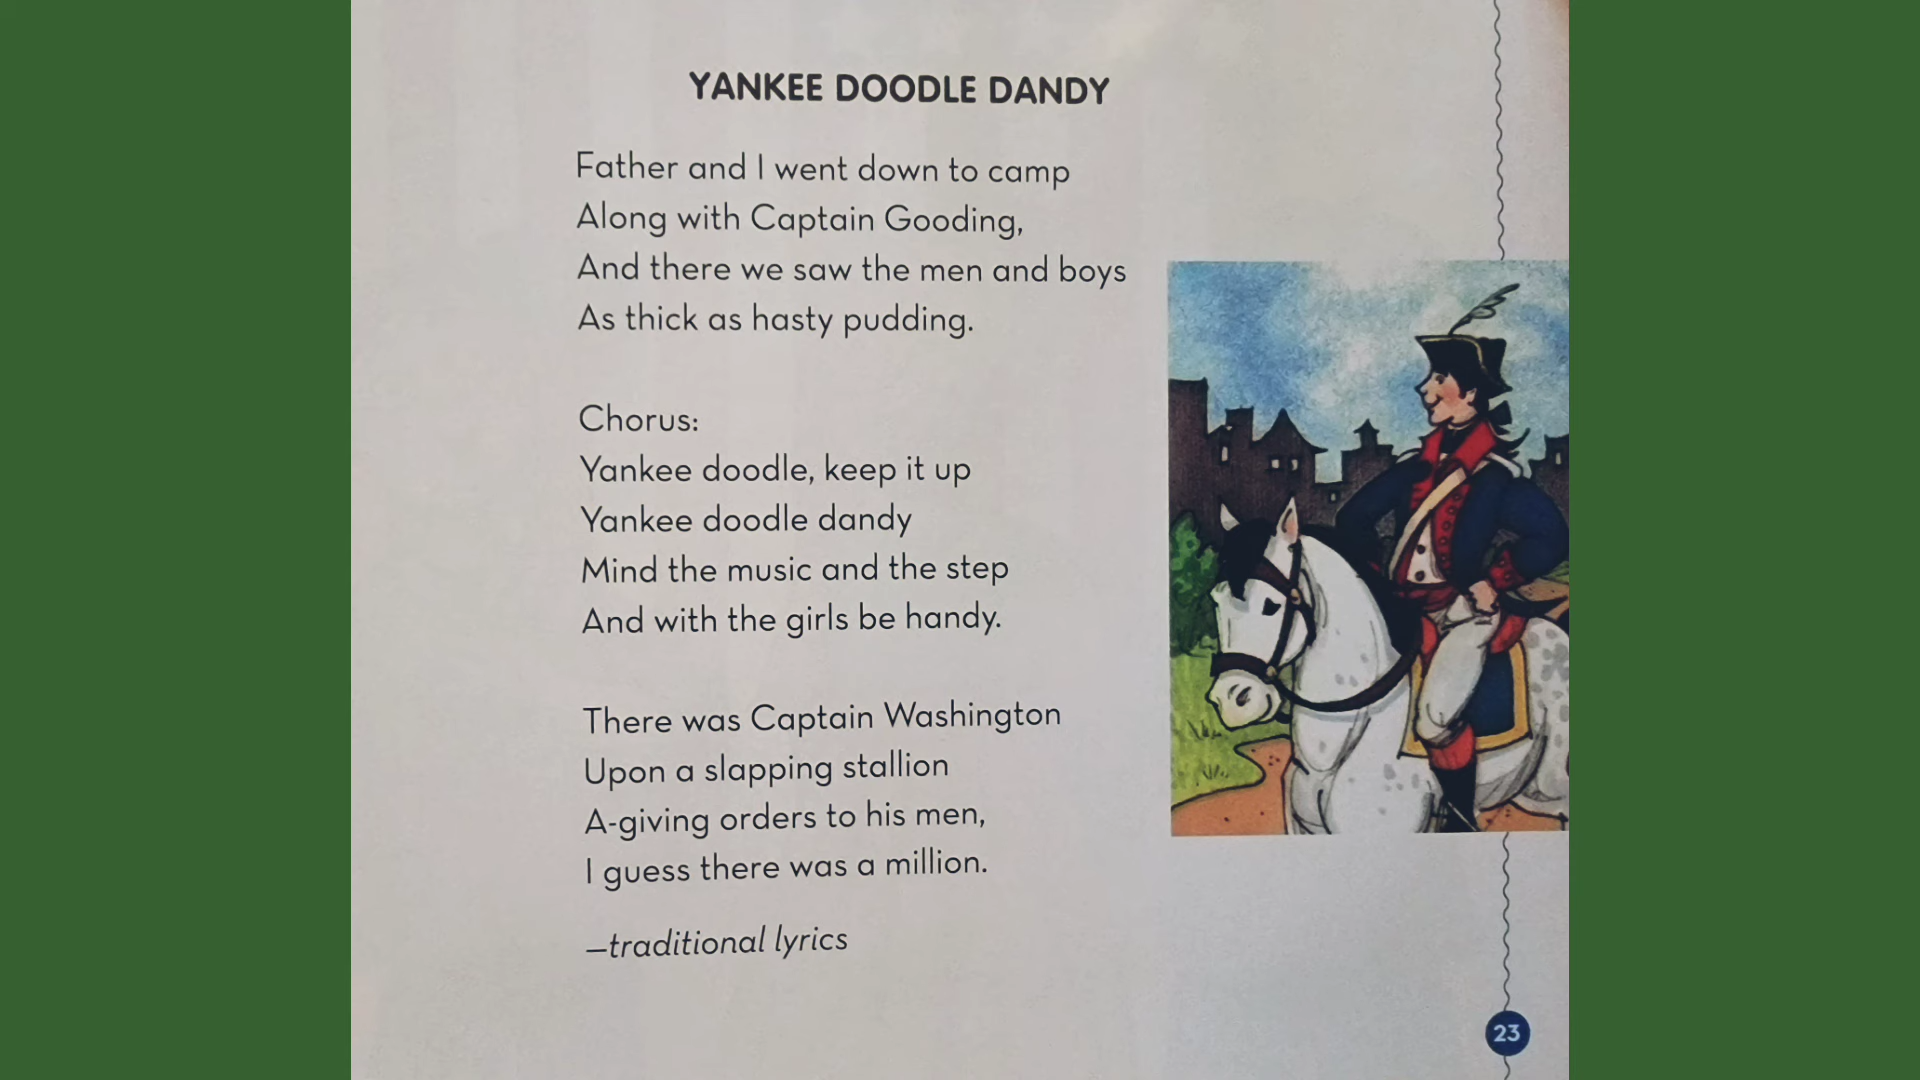 YANKEE DOODLE DANDY
Father and I went down to camp
Along with Captain Gooding,
And there we saw the men and boys
As thick as hasty pudding.
Chorus:
Yankee doodle, keep it up
Yankee doodle dandy
Mind the music and the step
And with the girls be handy.
There was Captain Washington
Upon a slapping stallion
A-giving orders to his men,
I guess there was a million.
—traditional lyrics
23